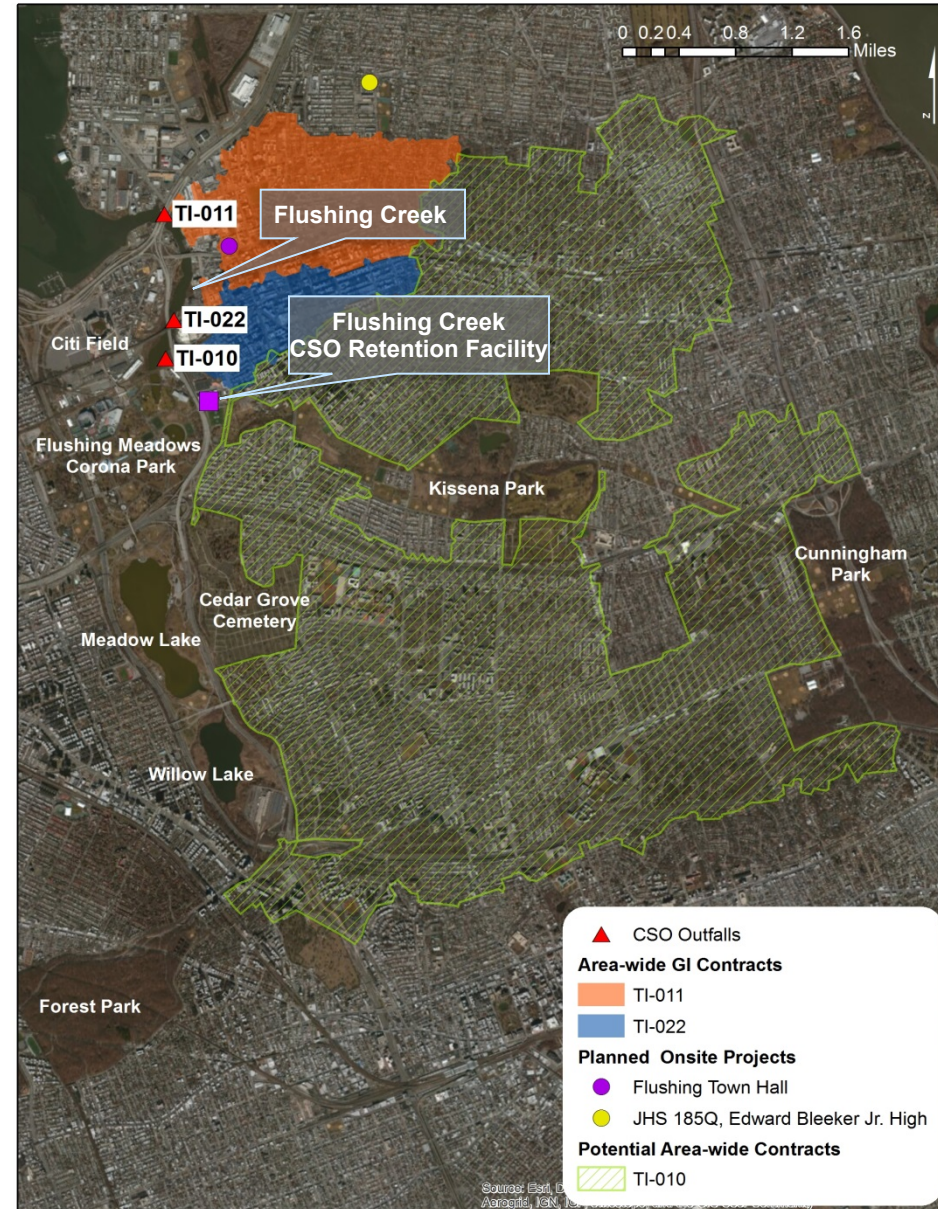 0 0.2 0.4 0.8 1.2 1.6
Miles
N
TI-011
Flushing Creek
TI-022
Flushing Creek
CSO Retention Facility
Citi Field
TI-010
Flushing Meadows
Corona Park
Kissena Park
Cunningham
Park
Cedar Grove
Cemetery
Meadow Lake
Willow Lake
Forest Park
CSO Outfalls
Area-wide GI Contracts
TI-011
TI-022
Planned Onsite Projects
Flushing Town Hall
JHS 185Q, Edward Bleeker Jr. High
Potential Area-wide Contracts
TI-010
Source: Esri,
Aerogrid, IGN,